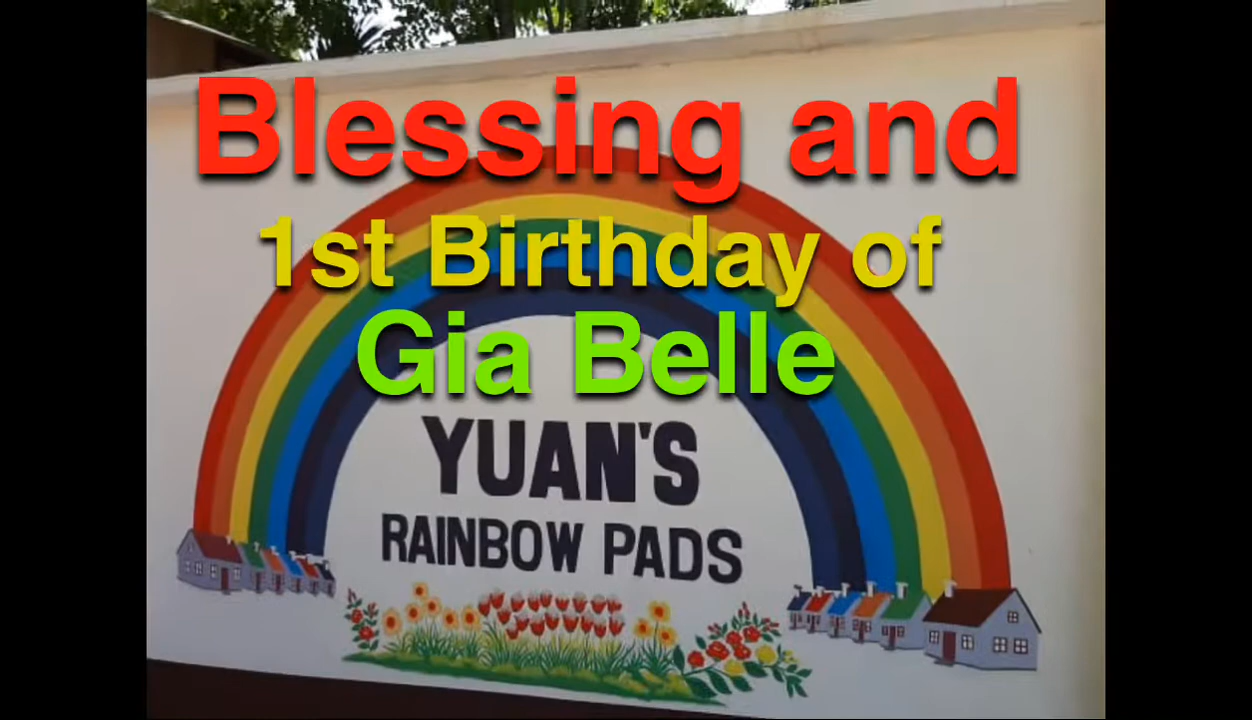 Blessing and
1st Birthday of
Gia Belle
YUAN'S
RAINBOW PADS